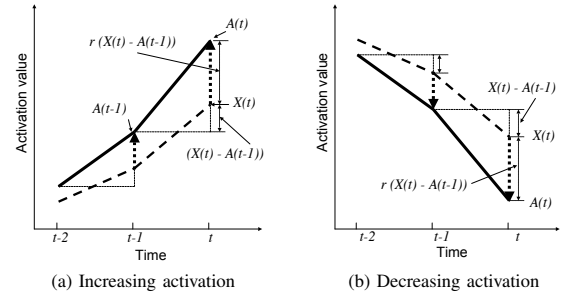 Activation value
A(t)
r (X(t) - A(t-1))
A(t-1)
X(t)
(X(t) - A(t-1))
t-2
t-1
t
Time
(a) Increasing activation
Activation value
X(t) - A(t-1)
X(t)
r (X(t) - A(t-1))
A(t)
t-2
t-1
t
Time
(b) Decreasing activation